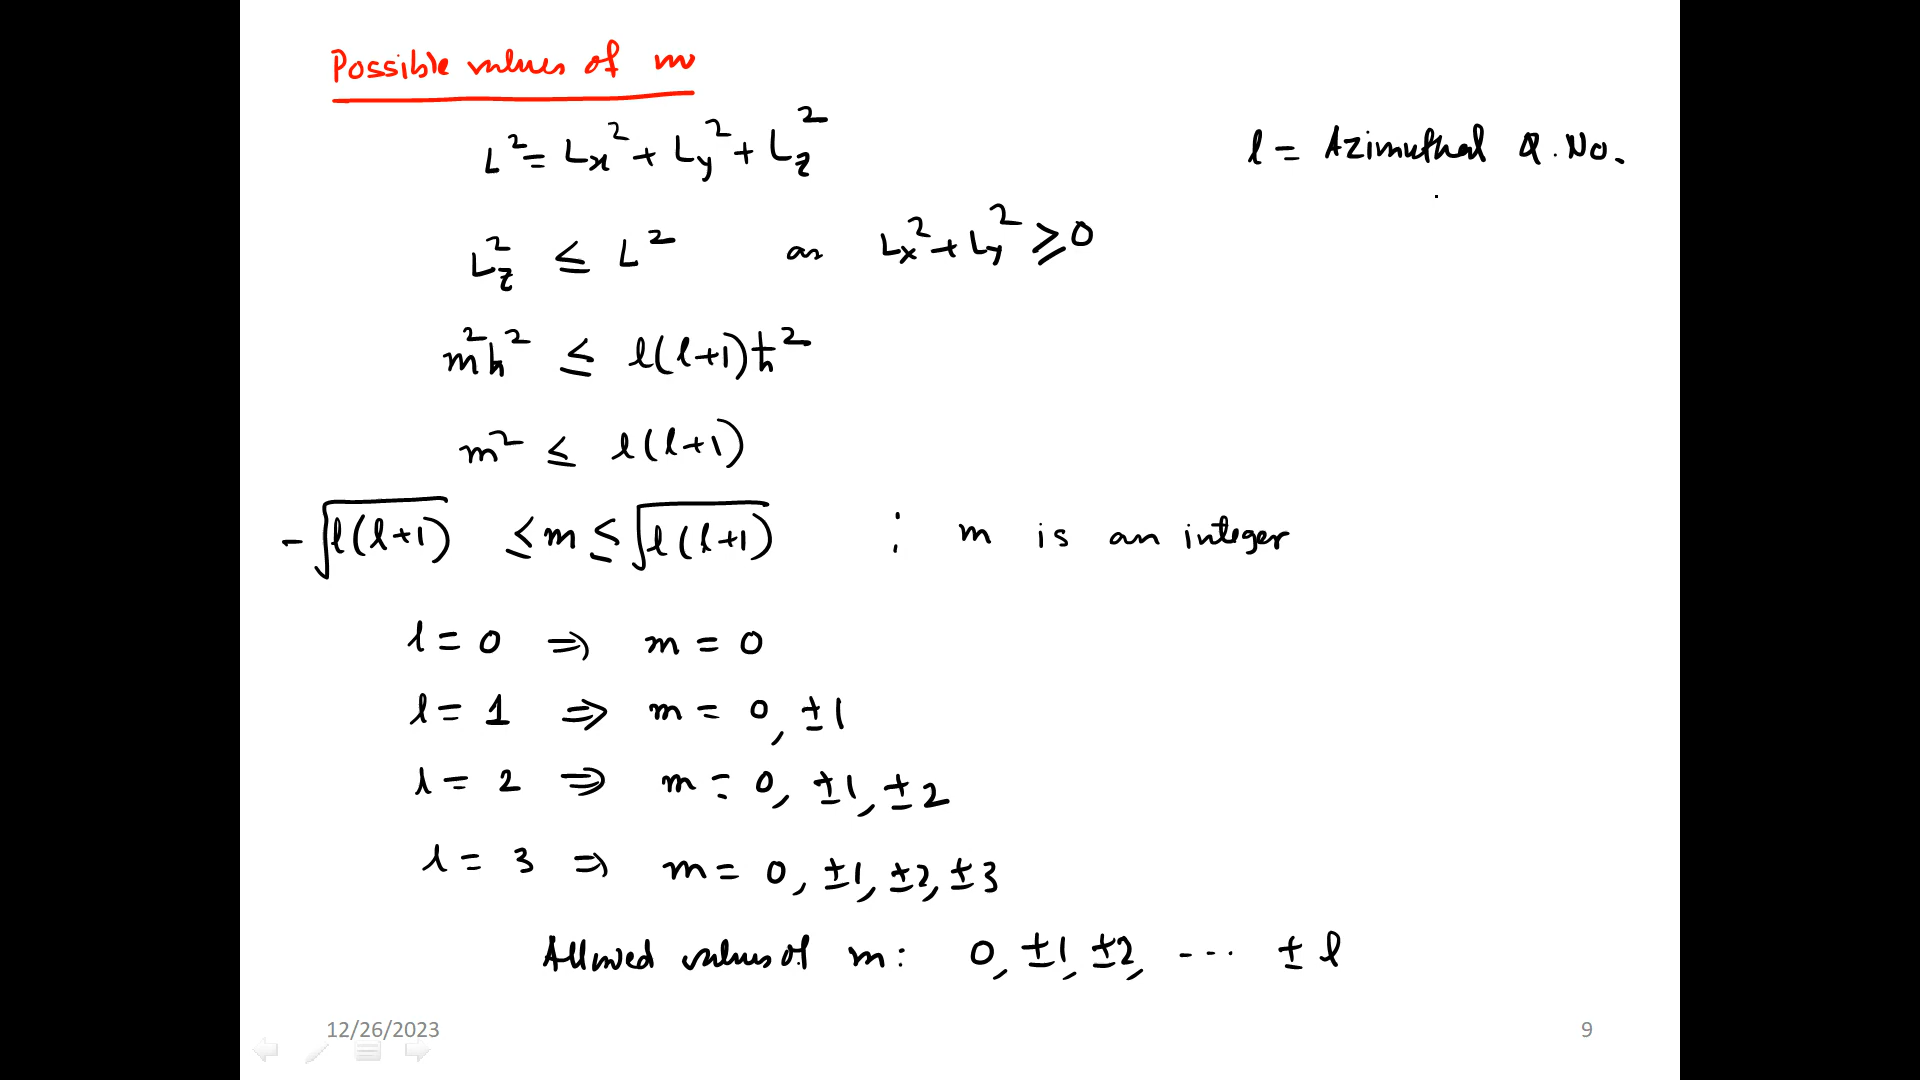 Possible values of m
L² = Lx² + Ly² + Lz²
l = Azimuthal Q. No.
Lz² ≤ L² as Lx² + Ly² ≥ 0
m²ħ² ≤ l(l+1)ħ²
m² ≤ l(l+1)
-√l(l+1) ≤ m ≤ √l(l+1) : m is an integer
l = 0 ⇒ m = 0
l = 1 ⇒ m = 0, ±1
l = 2 ⇒ m = 0, ±1, ±2
l = 3 ⇒ m = 0, ±1, ±2, ±3
Allowed values of m: 0, ±1, ±2, --- ± l
12/26/2023
9